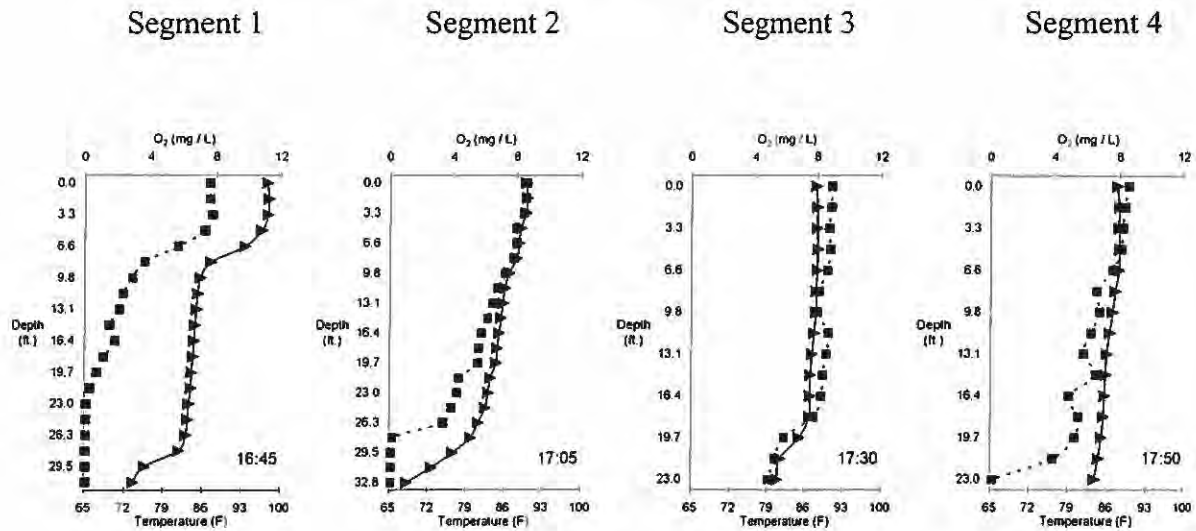 Segment 1
O2 (mg / L)
0 4 8 12
0.0
3.3
6.6
9.8
13.1
Depth
(ft.)
16.4
19.7
23.0
26.3
29.5
16:45
65 72 79 86 93 100
Temperature (F)
Segment 2
O2 (mg / L)
0 4 8 12
0.0
3.3
6.6
9.8
13.1
Depth
(ft.)
16.4
19.7
23.0
26.3
29.5
32.8
17:05
65 72 79 86 93 100
Temperature (F)
Segment 3
O2 (mg / L)
0 4 8 12
0.0
3.3
6.6
9.8
Depth
(ft.)
13.1
16.4
19.7
23.0
17:30
65 72 79 86 93 100
Temperature (F)
Segment 4
O2 (mg / L)
0 4 8 12
0.0
3.3
6.6
9.8
Depth
(ft.)
13.1
16.4
19.7
23.0
17:50
65 72 79 86 93 100
Temperature (F)